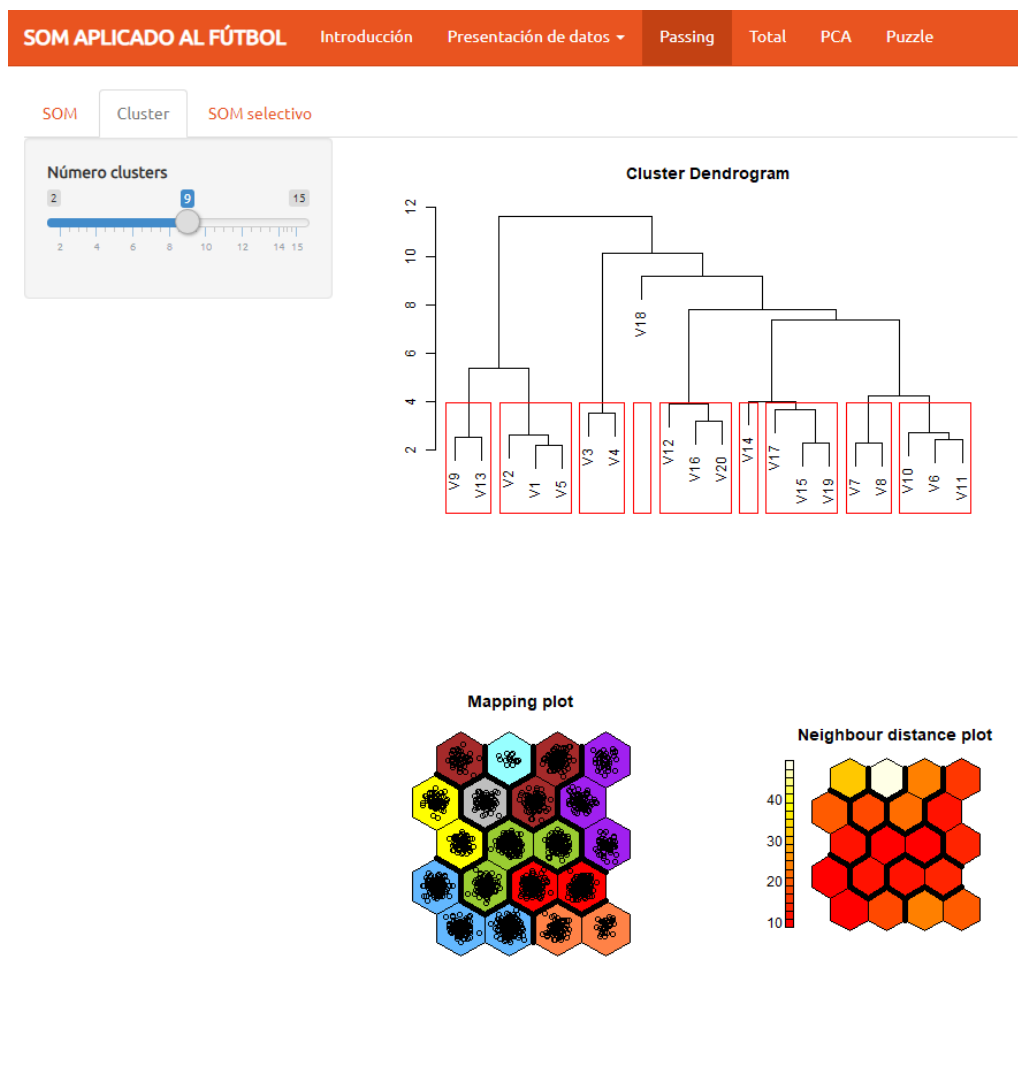 SOM APLICADO AL FÚTBOL Introducción Presentación de datos Passing Total PCA Puzzle
SOM Cluster SOM selectivo
Número clusters
2 9 15
2 4 6 8 10 12 14 15
Cluster Dendrogram
12
10
8
6
4
2
V18
V9 V13 V2 V1 V5 V3 V4 V12 V16 V20 V14 V17 V15 V19 V7 V8 V10 V6 V11
Mapping plot
Neighbour distance plot
40
30
20
10